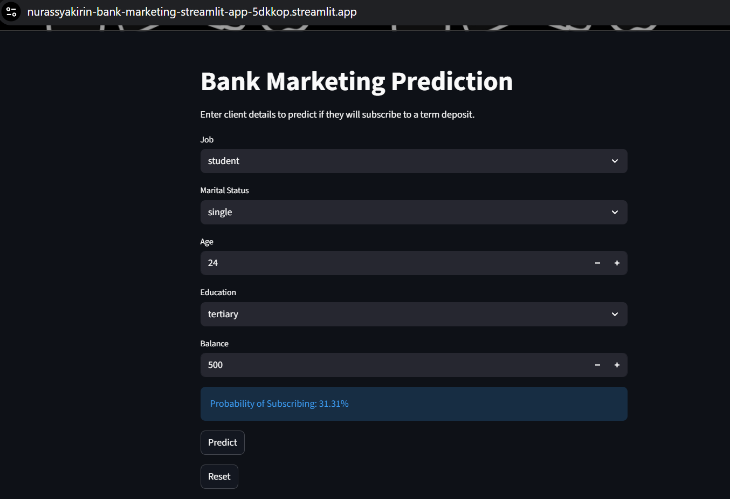 nurassyakirin-bank-marketing-streamlit-app-5dkkop.streamlit.app
Bank Marketing Prediction
Enter client details to predict if they will subscribe to a term deposit.
Job
student
Marital Status
single
Age
24
Education
tertiary
Balance
500
Probability of Subscribing: 31.31%
Predict
Reset